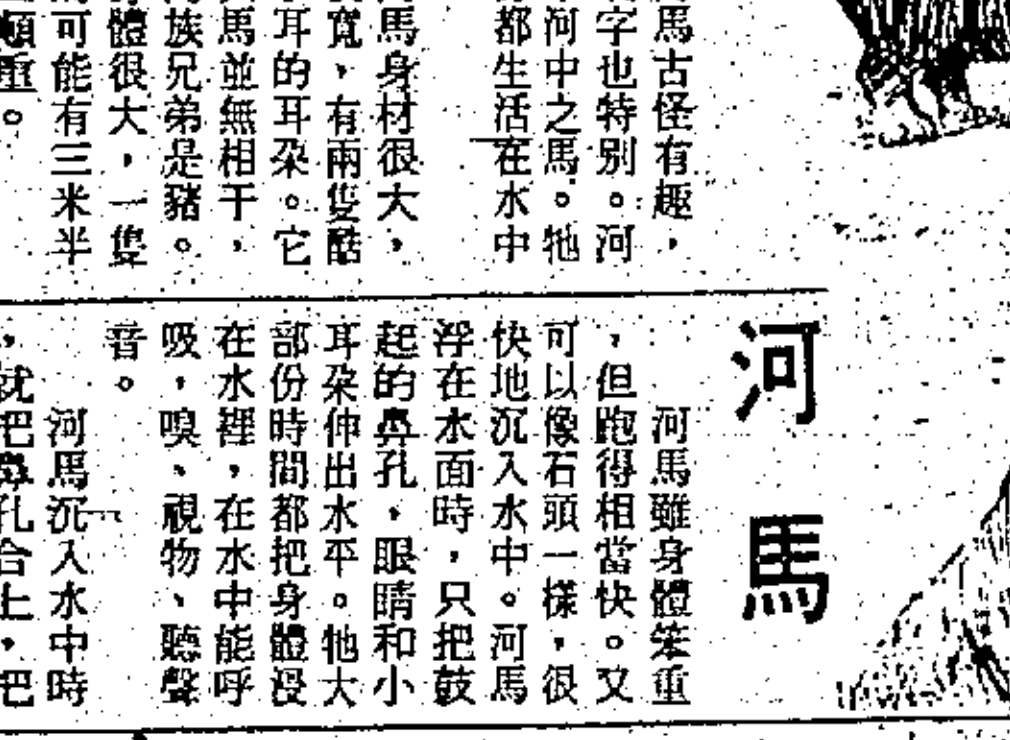 馬古怪有趣，
字也特别。河
河中之馬。牠
都生活在水中
馬身材很大，
寬，有兩隻酷
耳的耳朶。它
馬並無相干，
族兄弟是豬。
體很大，一隻
可能有三米半
重。
河馬
河馬雖身體笨重
，但跑得相當快。又
可以像石頭一樣，很
快地沉入水中。河馬
浮在水面時，只把鼓
起的鼻孔，眼睛和小
耳朶伸出水平。牠大
部份時間都把身體浸
在水裡，在水中能呼
吸，嗅、視物、聽聲
音。
河馬沉入水中時
，就把鼻孔合上，把